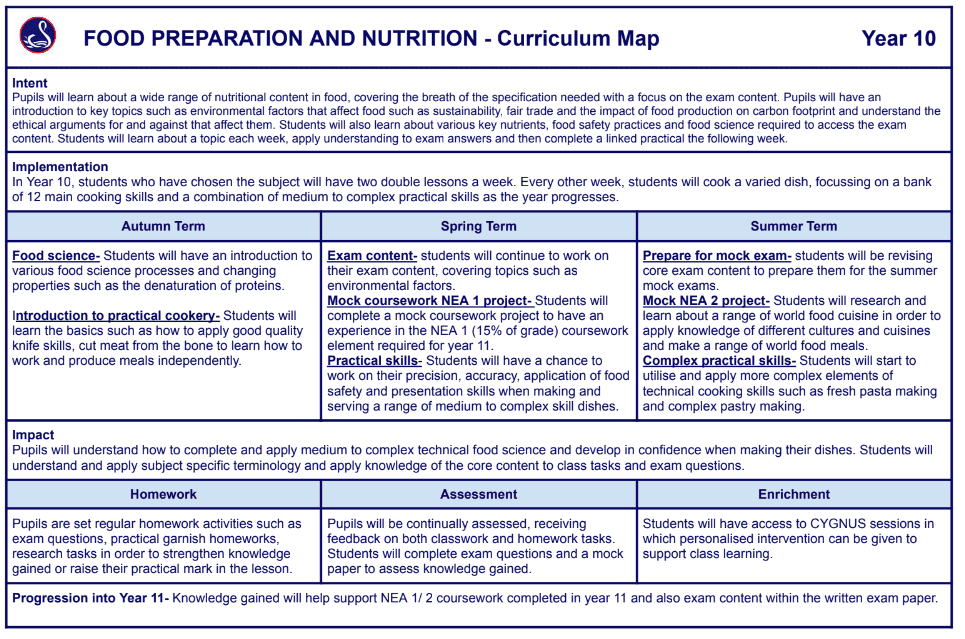 FOOD PREPARATION AND NUTRITION - Curriculum Map
Year 10
Intent
Pupils will learn about a wide range of nutritional content in food, covering the breath of the specification needed with a focus on the exam content. Pupils will have an
introduction to key topics such as environmental factors that affect food such as sustainability, fair trade and the impact of food production on carbon footprint and understand the
ethical arguments for and against that affect them. Students will also learn about various key nutrients, food safety practices and food science required to access the exam
content. Students will learn about a topic each week, apply understanding to exam answers and then complete a linked practical the following week.
Implementation
In Year 10, students who have chosen the subject will have two double lessons a week. Every other week, students will cook a varied dish, focussing on a bank
of 12 main cooking skills and a combination of medium to complex practical skills as the year progresses.
Autumn Term
Food science- Students will have an introduction to
various food science processes and changing
properties such as the denaturation of proteins.
Introduction to practical cookery- Students will
learn the basics such as how to apply good quality
knife skills, cut meat from the bone to learn how to
work and produce meals independently.
Spring Term
Exam content- students will continue to work on
their exam content, covering topics such as
environmental factors.
Mock coursework NEA 1 project- Students will
complete a mock coursework project to have an
experience in the NEA 1 (15% of grade) coursework
element required for year 11.
Practical skills- Students will have a chance to
work on their precision, accuracy, application of food
safety and presentation skills when making and
serving a range of medium to complex skill dishes.
Summer Term
Prepare for mock exam- students will be revising
core exam content to prepare them for the summer
mock exams.
Mock NEA 2 project- Students will research and
learn about a range of world food cuisine in order to
apply knowledge of different cultures and cuisines
and make a range of world food meals.
Complex practical skills- Students will start to
utilise and apply more complex elements of
technical cooking skills such as fresh pasta making
and complex pastry making.
Impact
Pupils will understand how to complete and apply medium to complex technical food science and develop in confidence when making their dishes. Students will
understand and apply subject specific terminology and apply knowledge of the core content to class tasks and exam questions.
Homework
Pupils are set regular homework activities such as
exam questions, practical garnish homeworks,
research tasks in order to strengthen knowledge
gained or raise their practical mark in the lesson.
Assessment
Pupils will be continually assessed, receiving
feedback on both classwork and homework tasks.
Students will complete exam questions and a mock
paper to assess knowledge gained.
Enrichment
Students will have access to CYGNUS sessions in
which personalised intervention can be given to
support class learning.
Progression into Year 11- Knowledge gained will help support NEA 1/ 2 coursework completed in year 11 and also exam content within the written exam paper.